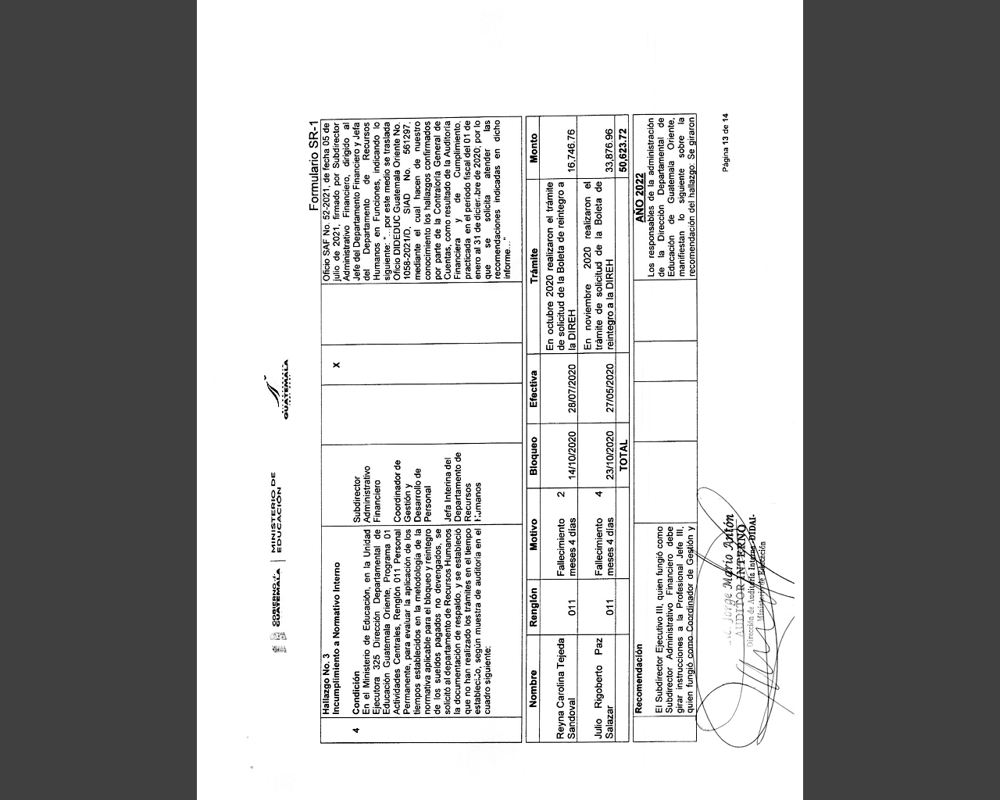 GOBIERNO de
GUATEMALA
MINISTERIO DE
EDUCACIÓN
GUATEMALA
Formulario SR-1
4
Hallazgo No. 3
Incumplimiento a Normativo Interno
Condición
En el Ministerio de Educación, en la Unidad
Ejecutora 325 Dirección Departamental de
Educación Guatemala Oriente, Programa 01
Actividades Centrales, Renglón 011 Personal
Permanente, para evaluar la aplicación de los
tiempos establecidos en la metodología de la
normativa aplicable para el bloqueo y reintegro
de los sueldos pagados no devengados, se
solicitó al departamento de Recursos Humanos
la documentación de respaldo, y se estableció
que no han realizado los trámites en el tiempo
establecido, según muestra de auditoría en el
cuadro siguiente:
Subdirector
Administrativo
Financiero
Coordinador de
Gestión y
Desarrollo de
Personal
Jefa Interina del
Departamento de
Recursos
Humanos
X
Oficio SAF No. 52-2021, de fecha 05 de
julio de 2021, firmado por Subdirector
Administrativo Financiero, dirigido al
Jefe del Departamento Financiero y Jefa
del Departamento de Recursos
Humanos en Funciones, indicando lo
siguiente: "...por este medio se traslada
Oficio DIDEDUC Guatemala Oriente No.
1058-2021/D, SIAD No. 561297,
mediante el cual hacen de nuestro
conocimiento los hallazgos confirmados
por parte de la Contraloría General de
Cuentas, como resultado de la Auditoría
Financiera y de Cumplimiento,
practicada en el periodo fiscal del 01 de
enero al 31 de diciembre de 2020; por lo
que se solicita atender las
recomendaciones indicadas en dicho
informe..."
Nombre Renglón Motivo Bloqueo Efectiva Trámite Monto
Reyna Carolina Tejeda
Sandoval
011
Fallecimiento 2
meses 4 días
14/10/2020
28/07/2020
En octubre 2020 realizaron el trámite
de solicitud de la Boleta de reintegro a
la DIREH
16,746.76
Julio Rigoberto Paz
Salazar
011
Fallecimiento 4
meses 4 días
23/10/2020
27/05/2020
En noviembre 2020 realizaron el
trámite de solicitud de la Boleta de
reintegro a la DIREH
33,876.96
TOTAL 50,623.72
Recomendación
El Subdirector Ejecutivo III, quien fungió como
Subdirector Administrativo Financiero debe
girar instrucciones a la Profesional Jefe III,
quien fungió como Coordinador de Gestión y
AÑO 2022
Los responsables de la administración
de la Dirección Departamental de
Educación de Guatemala Oriente,
manifiestan lo siguiente sobre la
recomendación del hallazgo: Se giraron
Jorge Mario Antón
AUDITOR INTERNO
Dirección de Auditoría Interna -DIDAI-
Ministerio de Educación
Página 13 de 14